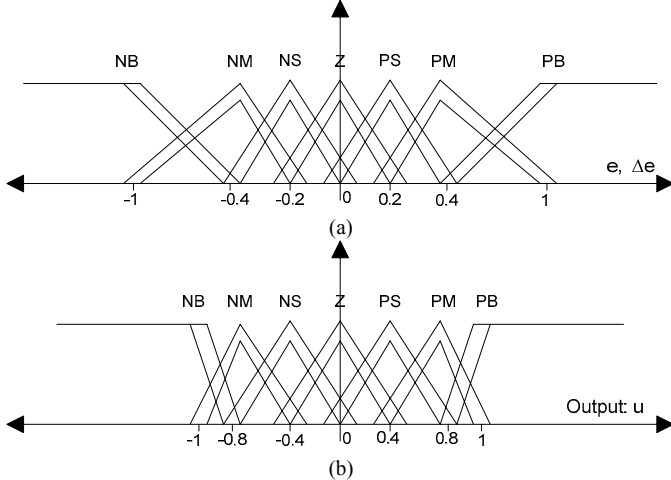 NB NM NS Z PS PM PB
e, Δe
-1 -0.4 -0.2 0 0.2 0.4 1
(a)
NB NM NS Z PS PM PB
Output: u
-1 -0.8 -0.4 0 0.4 0.8 1
(b)